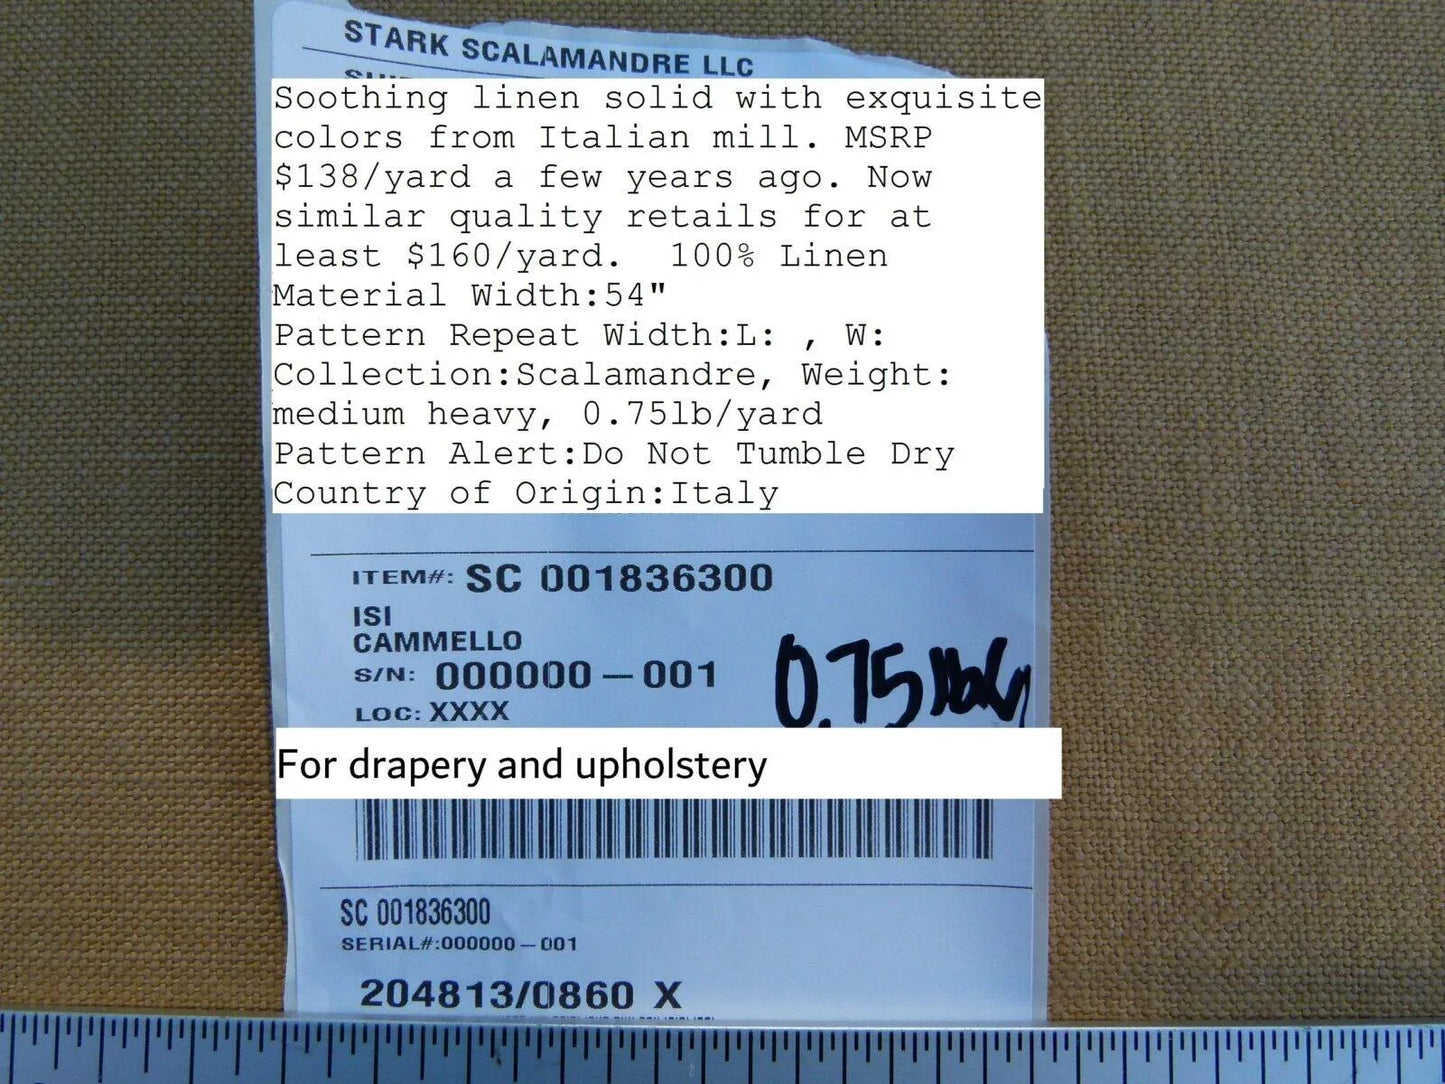 STARK SCALAMANDRE LLC
Soothing linen solid with exquisite
colors from Italian mill. MSRP
$138/yard a few years ago. Now
similar quality retails for at
least $160/yard.  100% Linen
Material Width:54"
Pattern Repeat Width:L: , W:
Collection:Scalamandre, Weight:
medium heavy, 0.75lb/yard
Pattern Alert:Do Not Tumble Dry
Country of Origin:Italy
ITEM#: SC 001836300
ISI
CAMMELLO
S/N: 000000-001
LOC: XXXX
0.75
For drapery and upholstery
SC 001836300
SERIAL#:000000-001
204813/0860 X